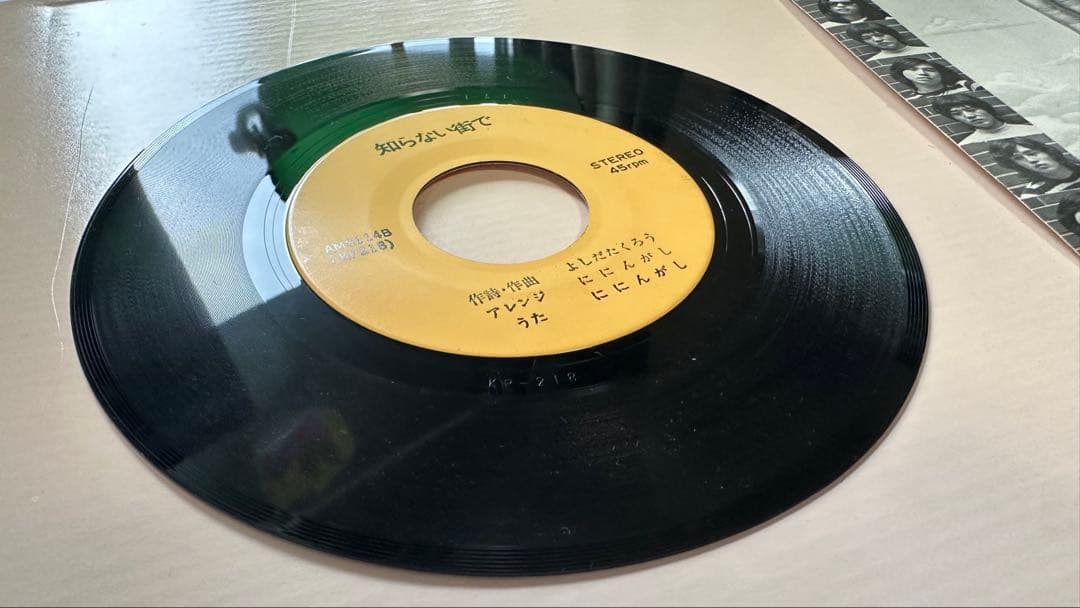 知らない街で
STEREO
45rpm
作詩・作曲 よしだたくろう
アレンジ ににんがし
うた ににんがし
KR-218